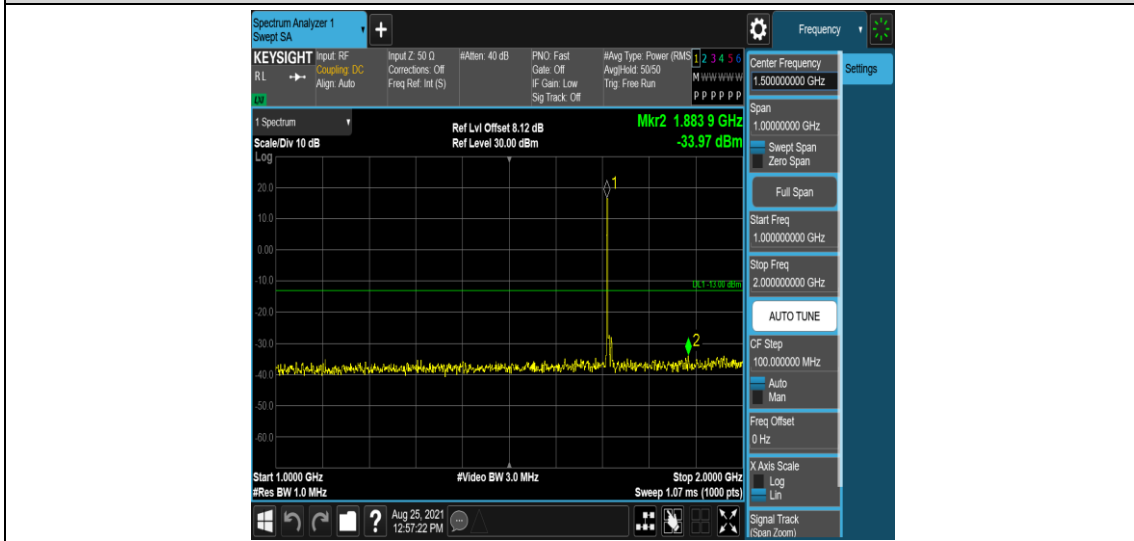 Spectrum Analyzer 1
Swept SA
+
Frequency
KEYSIGHT
RL
Input: RF
Coupling: DC
Align: Auto
Input Z: 50 Ω
Corrections: Off
Freq Ref: Int (S)
#Atten: 40 dB
PNO: Fast
Gate: Off
IF Gain: Low
Sig Track: Off
#Avg Type: Power (RMS
Avg|Hold: 50/50
Trig: Free Run
1 2 3 4 5 6
M W W W W W
P P P P P P
1 Spectrum
Scale/Div 10 dB
Ref Lvl Offset 8.12 dB
Ref Level 30.00 dBm
Mkr2 1.883 9 GHz
-33.97 dBm
Log
20.0
10.0
0.00
-10.0
-20.0
-30.0
-40.0
-50.0
-60.0
1
DL1 -13.00 dBm
2
Start 1.0000 GHz
#Res BW 1.0 MHz
#Video BW 3.0 MHz
Stop 2.0000 GHz
Sweep 1.07 ms (1000 pts)
Center Frequency
1.500000000 GHz
Settings
Span
1.00000000 GHz
Swept Span
Zero Span
Full Span
Start Freq
1.000000000 GHz
Stop Freq
2.000000000 GHz
AUTO TUNE
CF Step
100.000000 MHz
Auto
Man
Freq Offset
0 Hz
X Axis Scale
Log
Lin
Signal Track
(Span Zoom)
?
Aug 25, 2021
12:57:22 PM